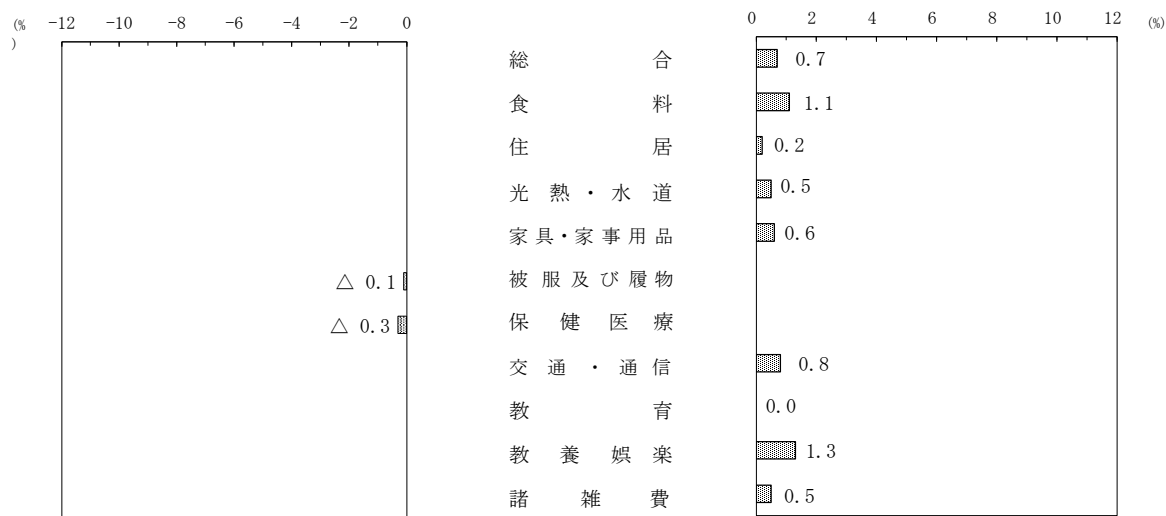 (%) -12 -10 -8 -6 -4 -2 0 0 2 4 6 8 10 12 (%)
総合 0.7
食料 1.1
住居 0.2
光熱・水道 0.5
家具・家事用品 0.6
△ 0.1 被服及び履物
△ 0.3 保健医療
交通・通信 0.8
教育 0.0
教養娯楽 1.3
諸雑費 0.5